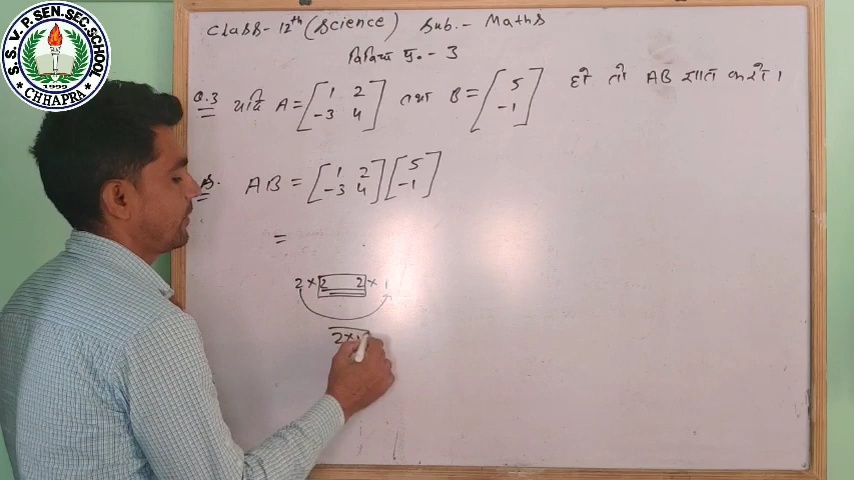 S. S. V. P. SEN. SEC. SCHOOL
1999
CHHAPRA
Class- 12th (Science) Sub.- Maths
विविध प्र.- 3
Q.3 यदि A = [1 2 -3 4] तथा B = [5 -1] हो तो AB ज्ञात करो।
AB = [1 2 -3 4] [5 -1]
=
2 × 2 2 × 1
2×1